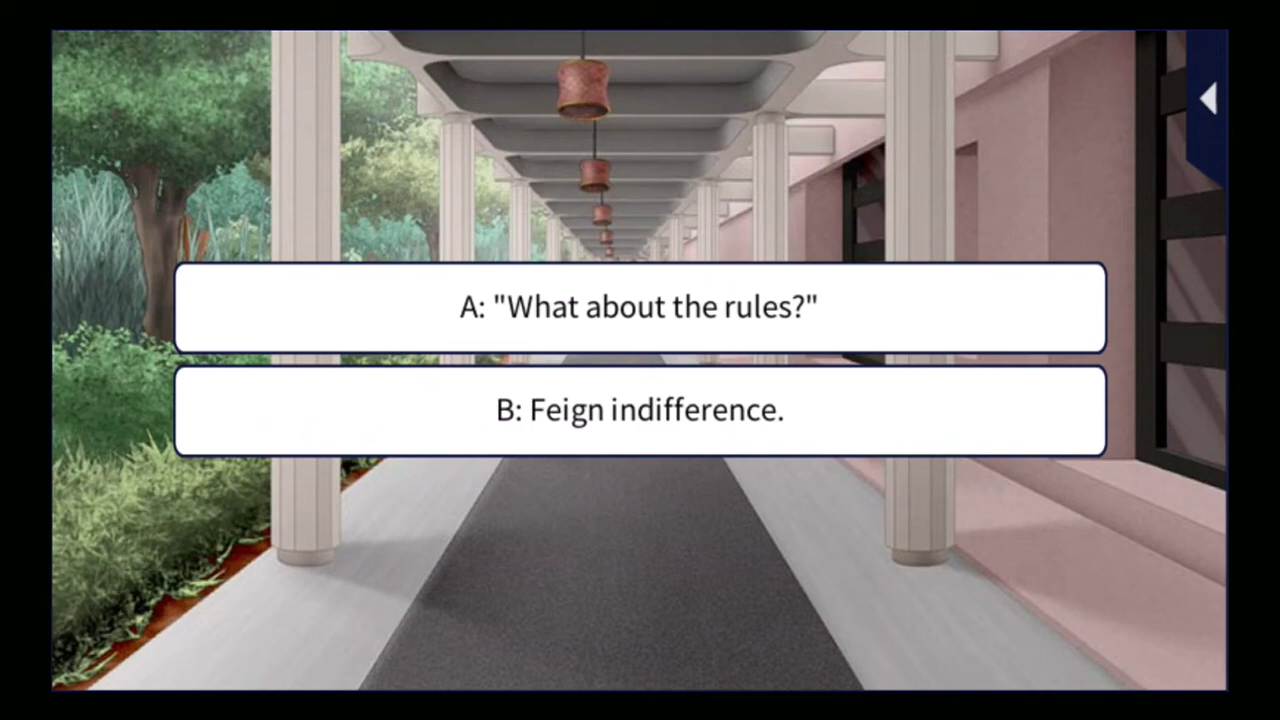 A: "What about the rules?"
B: Feign indifference.